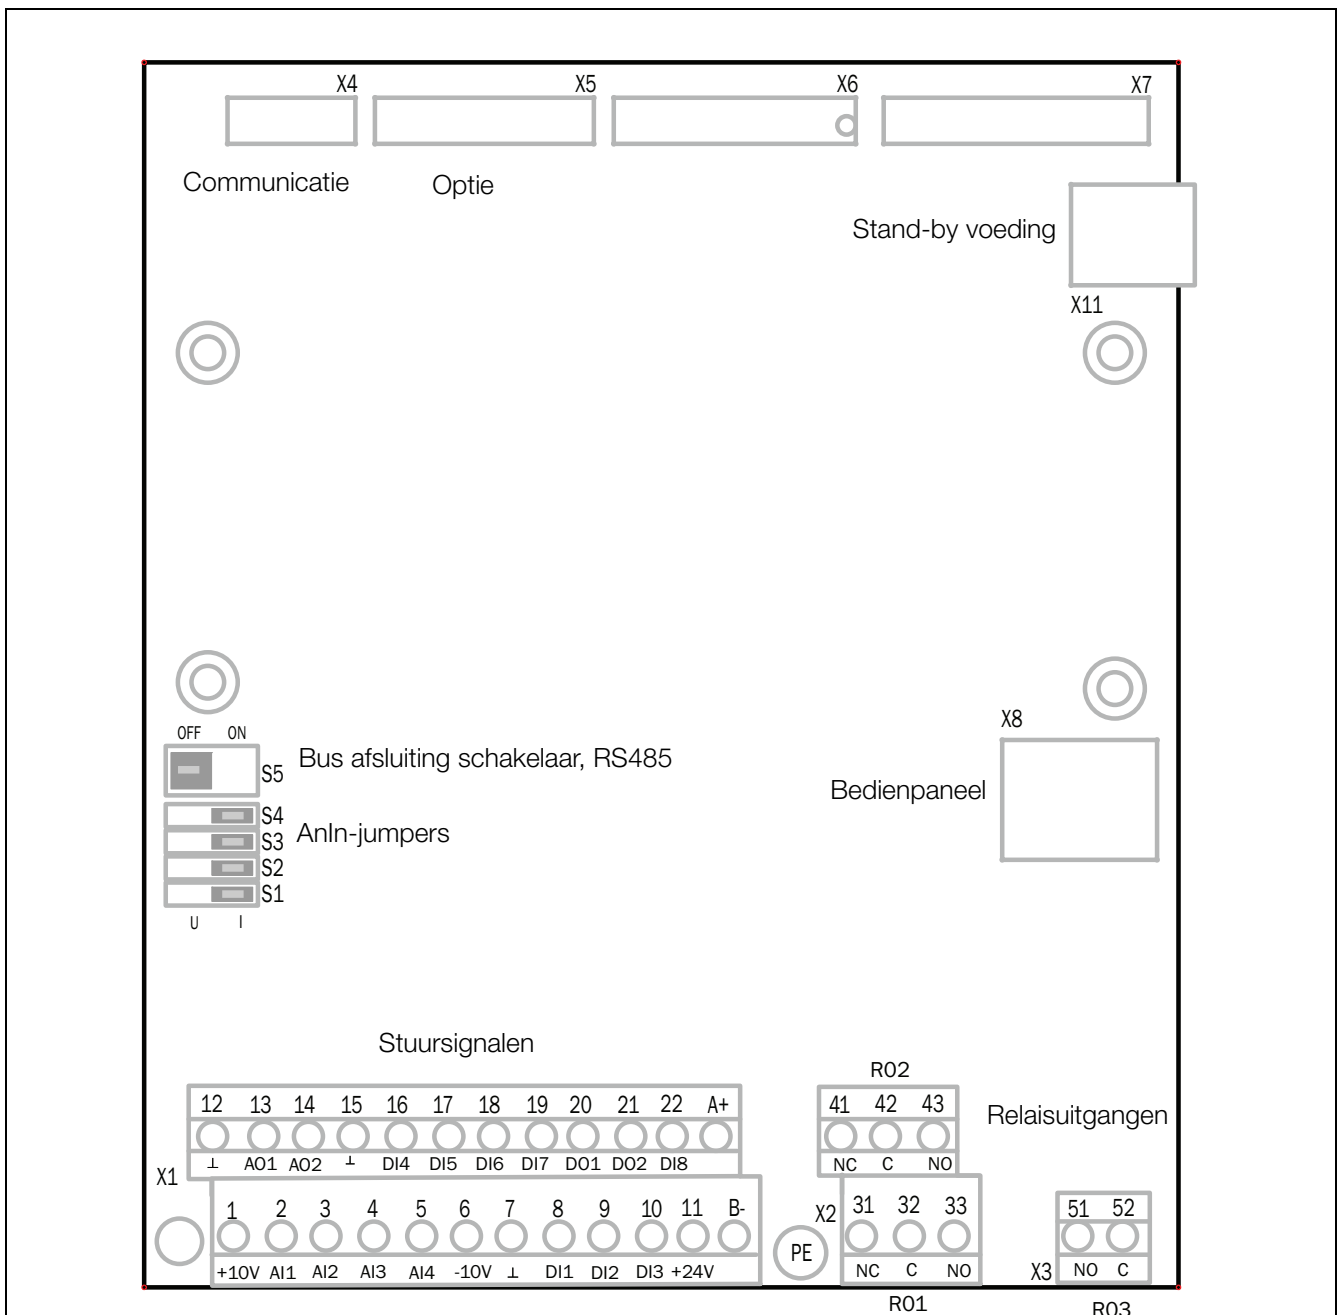 X4 X5 X6 X7
Communicatie Optie
Stand-by voeding
X11
OFF ON
X8
Bus afsluiting schakelaar, RS485
S5
Bedienpaneel
S4
AnIn-jumpers
S3
S2
S1
U I
Stuursignalen
R02
12 13 14 15 16 17 18 19 20 21 22 A+
41 42 43
Relaisuitgangen
⊥ AO1 AO2 ⊥ DI4 DI5 DI6 DI7 DO1 DO2 DI8
NC C NO
X1
1 2 3 4 5 6 7 8 9 10 11 B-
X2
31 32 33
51 52
PE
+10V AI1 AI2 AI3 AI4 -10V ⊥ DI1 DI2 DI3 +24V
NC C NO
X3
NO C
R01
R03